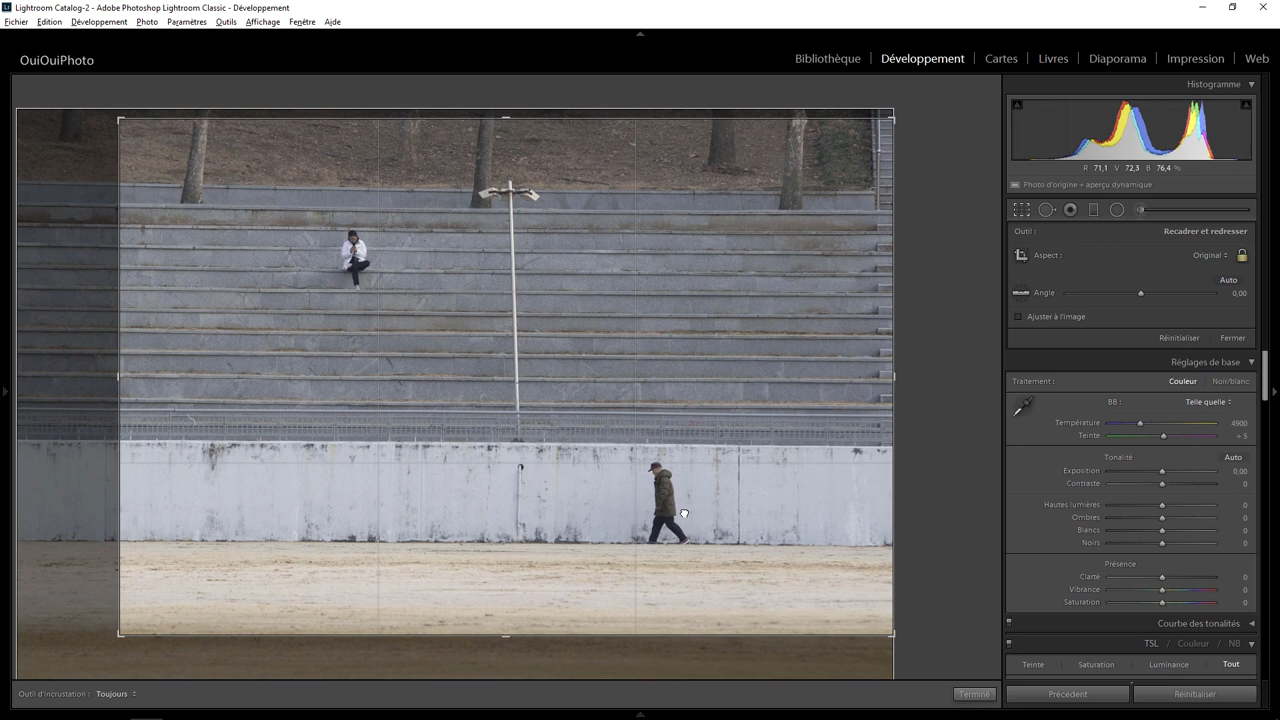 Lightroom Catalog-2 - Adobe Photoshop Lightroom Classic - Développement
Fichier Edition Développement Photo Paramètres Outils Affichage Fenêtre Aide
OuiOuiPhoto
Bibliothèque Développement Cartes Livres Diaporama Impression Web
Histogramme
R 71,1 V 72,3 B 76,4 %
Photo d'origine + aperçu dynamique
Outil : Recadrer et redresser
Aspect : Original
Auto
Angle 0,00
Ajuster à l'image
Réinitialiser Fermer
Réglages de base
Traitement : Couleur Noir/blanc
BB : Telle quelle
Température 4900
Teinte + 5
Tonalité Auto
Exposition 0,00
Contraste 0
Hautes lumières 0
Ombres 0
Blancs 0
Noirs 0
Présence
Clarté 0
Vibrance 0
Saturation 0
Courbe des tonalités
TSL / Couleur / NB
Teinte Saturation Luminance Tout
Outil d'incrustation : Toujours Terminé Précédent Réinitialiser